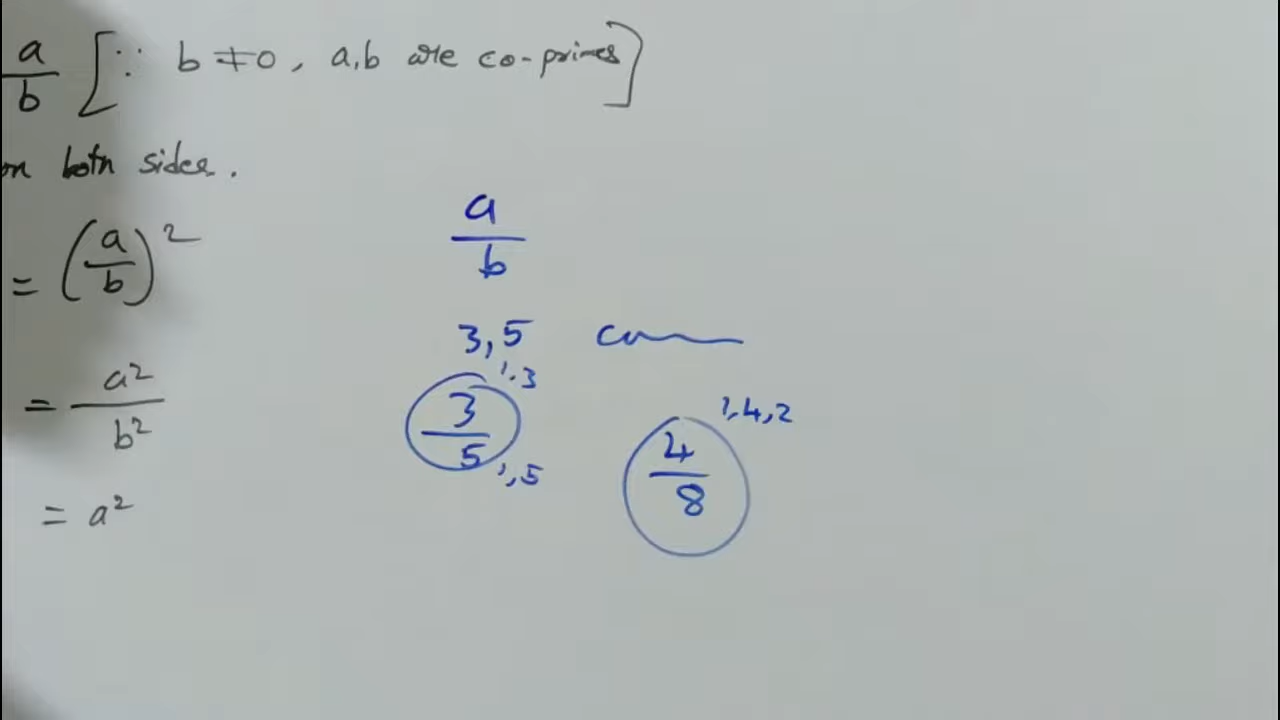 a/b [∵ b ≠ 0, a,b are co-primes]
on both sides.
= (a/b)²
= a²/b²
= a²
a/b
3, 5
3/5
1,3
1,5
4/8
1,4,2